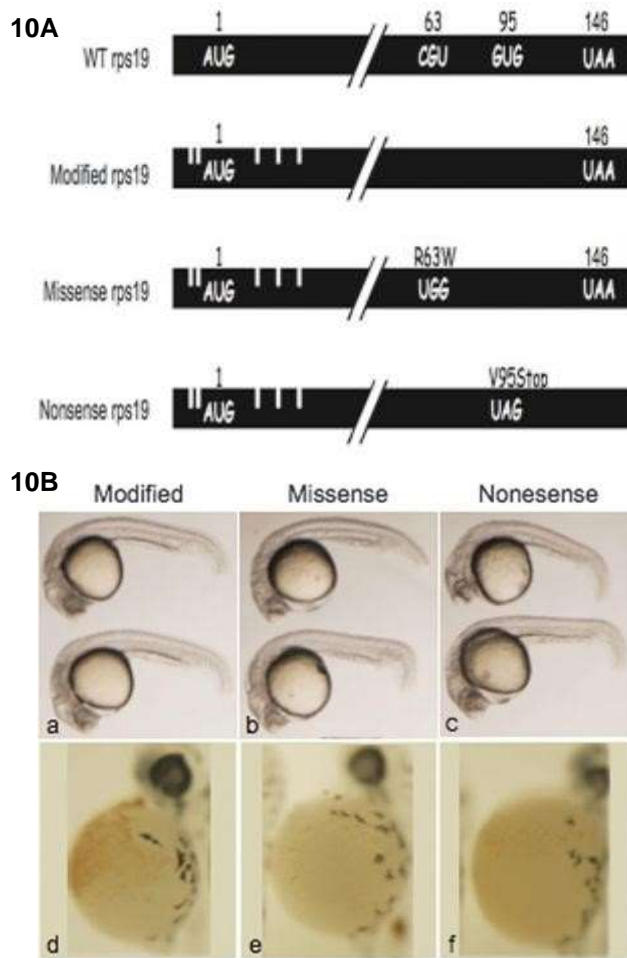 10A
1 63 95 146
WT rps19 AUG CGU GUG UAA
1 146
Modified rps19 AUG UAA
1 R63W 146
Missense rps19 AUG UGG UAA
1 V95Stop
Nonsense rps19 AUG UAG
10B
Modified Missense Nonesense
a b c
d e f